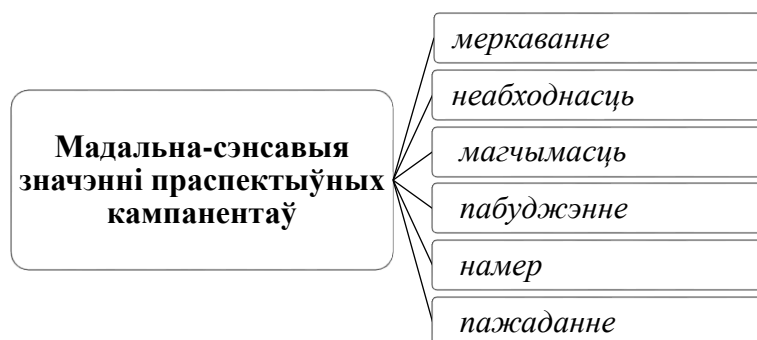 Мадальна-сэнсавыя
значэнні праспектыўных
кампанентаў
меркаванне
неабходнасць
магчымасць
пабуджэнне
намер
пажаданне